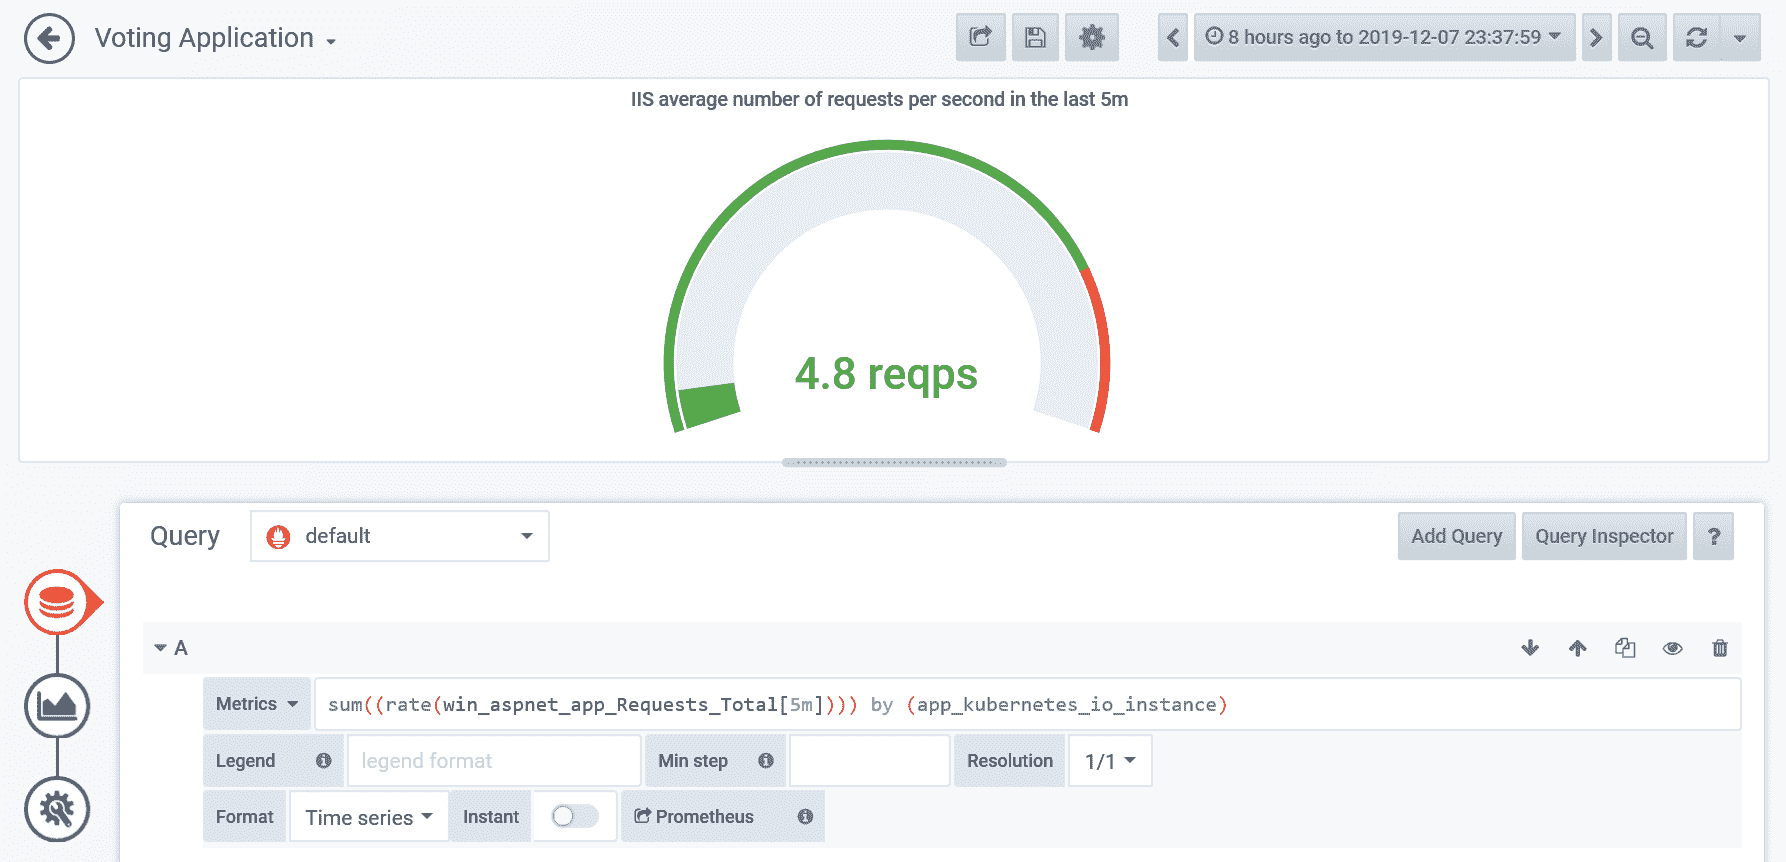 Voting Application
8 hours ago to 2019-12-07 23:37:59
IIS average number of requests per second in the last 5m
4.8 reqps
Query default Add Query Query Inspector ?
A
Metrics sum((rate(win_aspnet_app_Requests_Total[5m]))) by (app_kubernetes_io_instance)
Legend legend format Min step Resolution 1/1
Format Time series Instant Prometheus